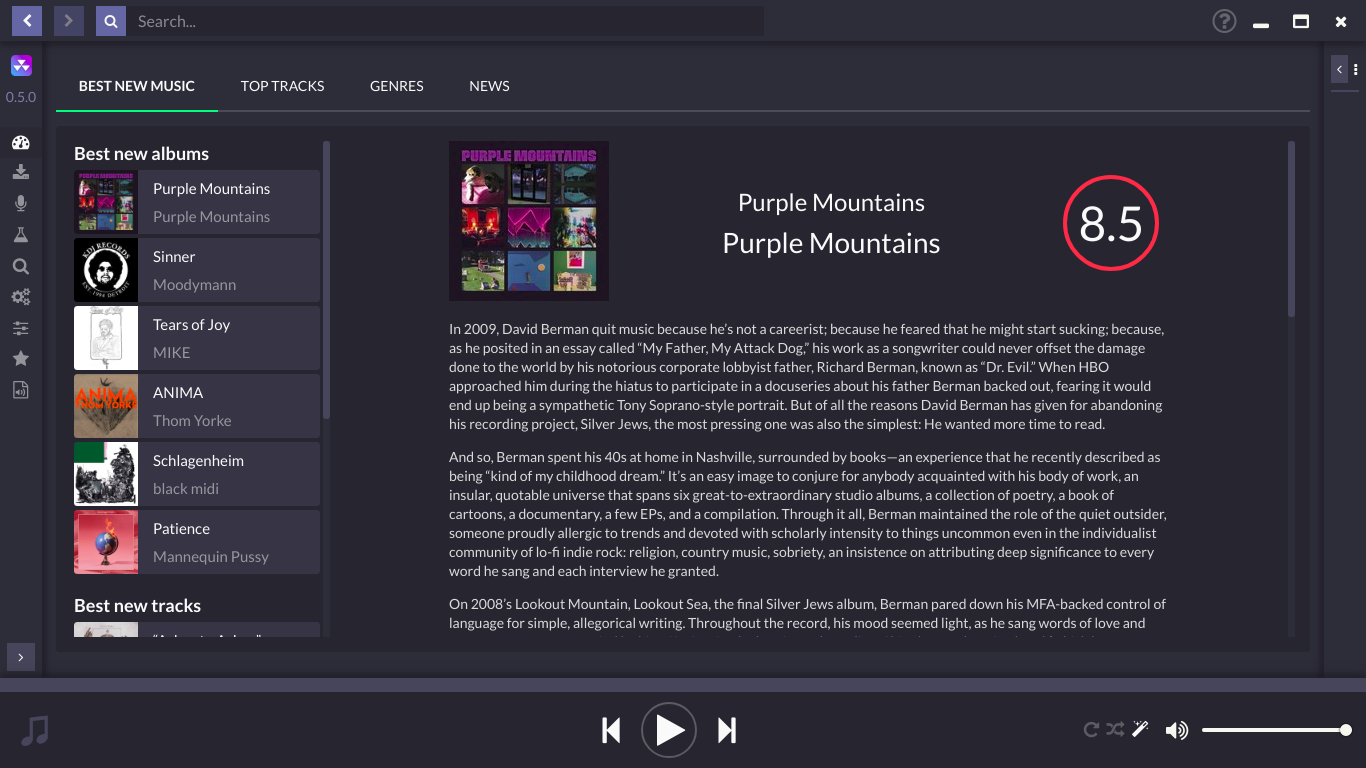 Search...
0.5.0
BEST NEW MUSIC
TOP TRACKS
GENRES
NEWS
Best new albums
PURPLE MOUNTAINS
Purple Mountains
Purple Mountains
KDJ RECORDS
EST. 1994 DETROIT
Sinner
Moodymann
Tears of Joy
Tears of Joy
MIKE
ANIMA
THOM YORKE
ANIMA
Thom Yorke
Schlagenheim
black midi
Patience
Mannequin Pussy
Best new tracks
PURPLE MOUNTAINS
Purple Mountains
Purple Mountains
8.5
In 2009, David Berman quit music because he’s not a careerist; because he feared that he might start sucking; because,
as he posited in an essay called “My Father, My Attack Dog,” his work as a songwriter could never offset the damage
done to the world by his notorious corporate lobbyist father, Richard Berman, known as “Dr. Evil.” When HBO
approached him during the hiatus to participate in a docuseries about his father Berman backed out, fearing it would
end up being a sympathetic Tony Soprano-style portrait. But of all the reasons David Berman has given for abandoning
his recording project, Silver Jews, the most pressing one was also the simplest: He wanted more time to read.
And so, Berman spent his 40s at home in Nashville, surrounded by books—an experience that he recently described as
being “kind of my childhood dream.” It’s an easy image to conjure for anybody acquainted with his body of work, an
insular, quotable universe that spans six great-to-extraordinary studio albums, a collection of poetry, a book of
cartoons, a documentary, a few EPs, and a compilation. Through it all, Berman maintained the role of the quiet outsider,
someone proudly allergic to trends and devoted with scholarly intensity to things uncommon even in the individualist
community of lo-fi indie rock: religion, country music, sobriety, an insistence on attributing deep significance to every
word he sang and each interview he granted.
On 2008’s Lookout Mountain, Lookout Sea, the final Silver Jews album, Berman pared down his MFA-backed control of
language for simple, allegorical writing. Throughout the record, his mood seemed light, as he sang words of love and